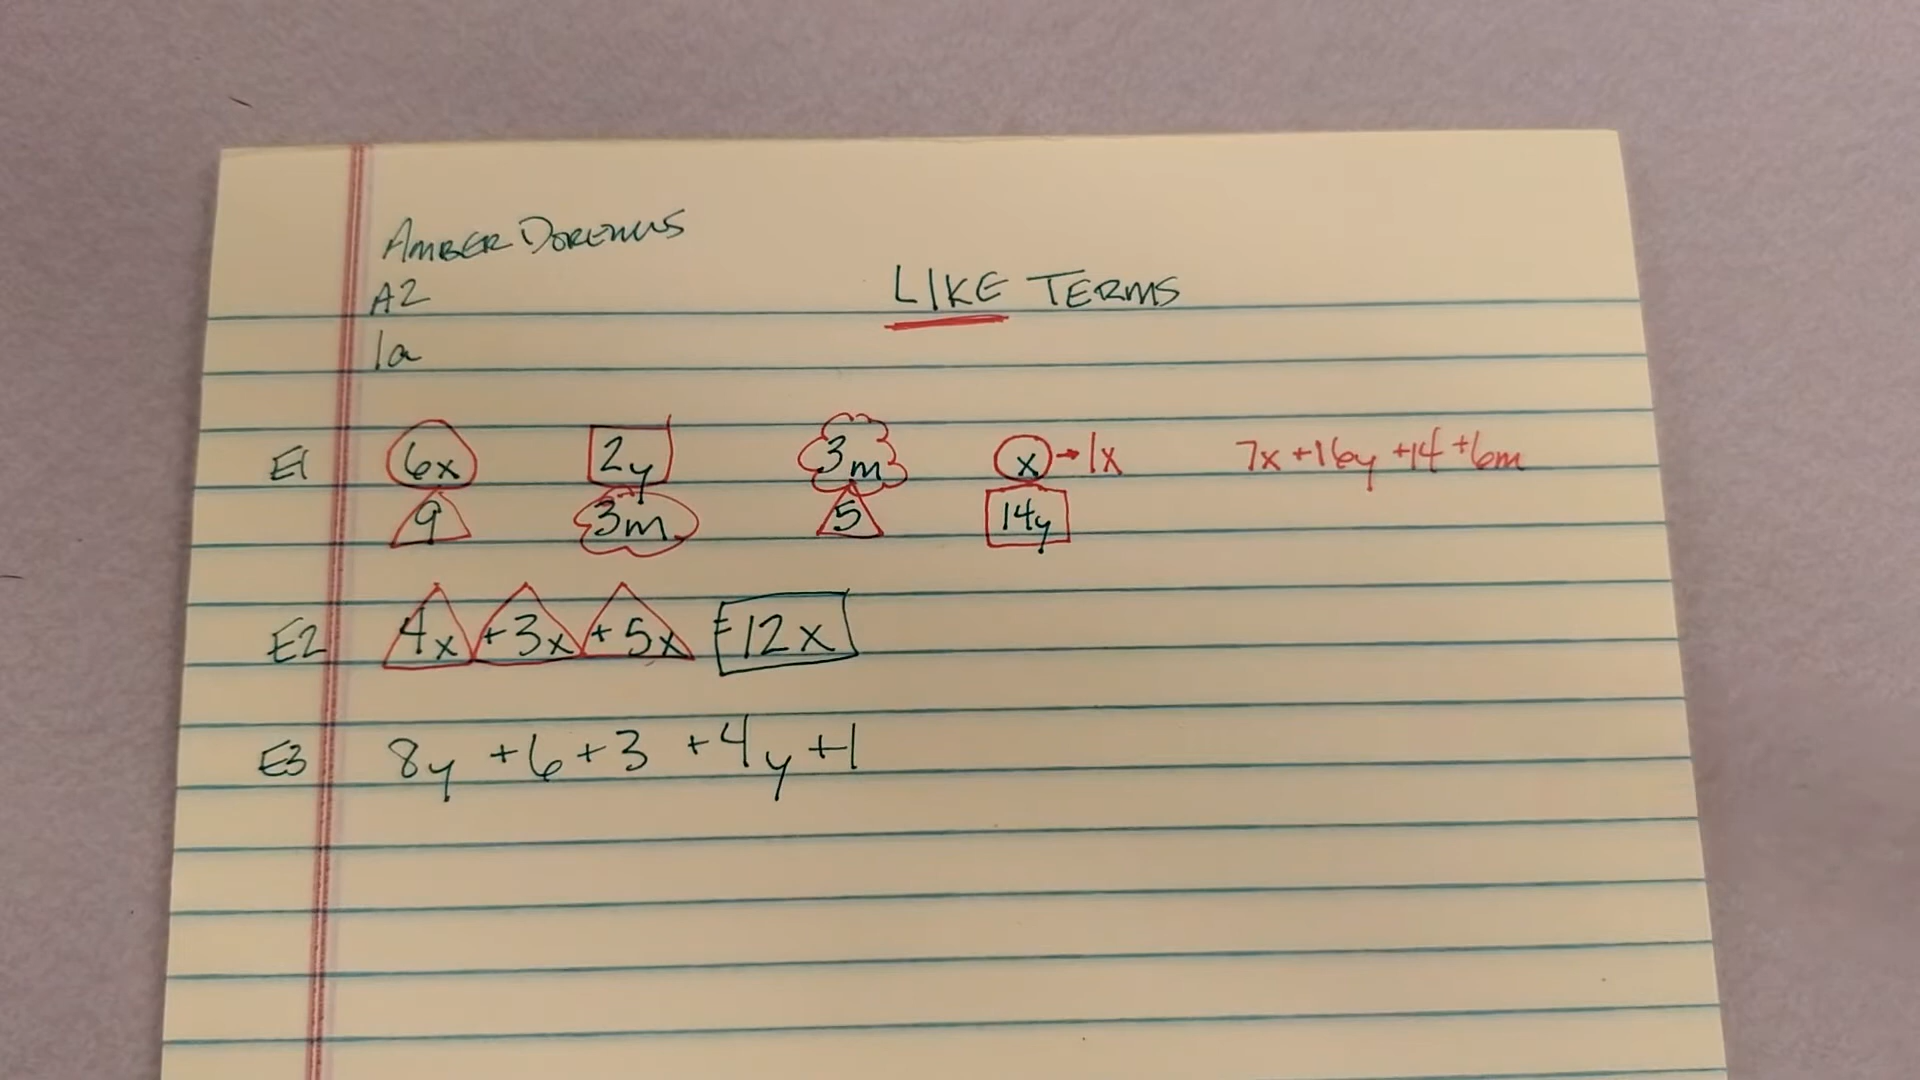 AMBER DOREMUS
A2
LIKE TERMS
1a
E1 6x 2y 3m x → 1x 7x + 16y + 14 + 6m
9 3m 5 14y
E2 4x + 3x + 5x = 12x
E3 8y + 6 + 3 + 4y + 1